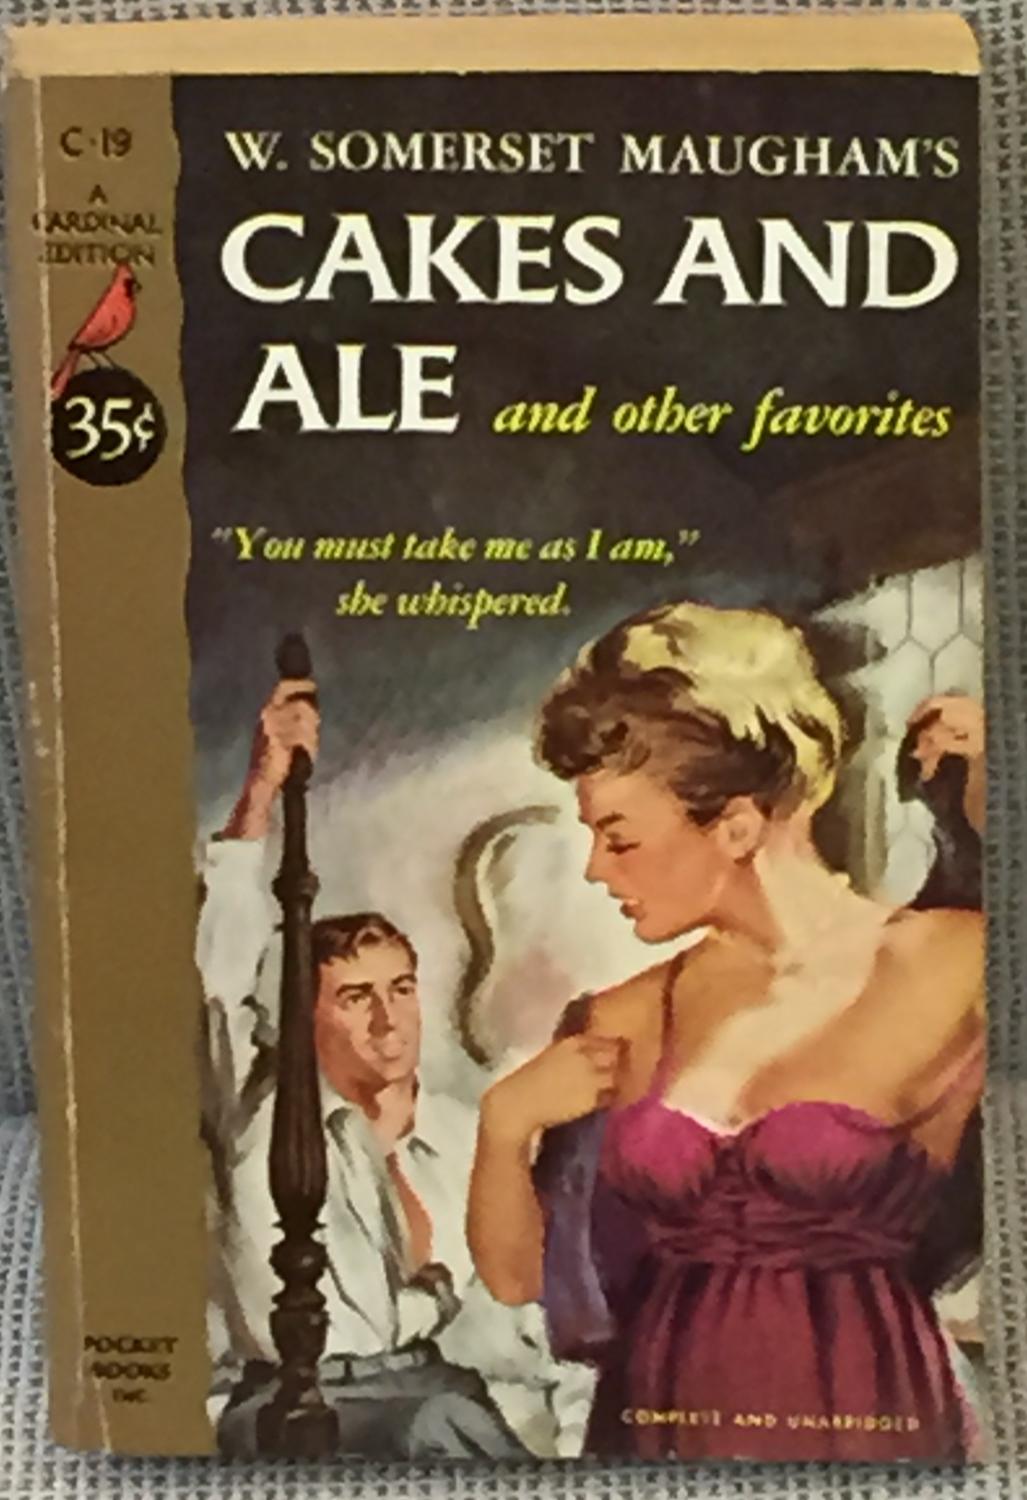 C·19
A
CARDINAL
EDITION
35¢
W. SOMERSET MAUGHAM'S
CAKES AND
ALE and other favorites
"You must take me as I am,"
she whispered.
POCKET
BOOKS
INC.
COMPLETE AND UNABRIDGED